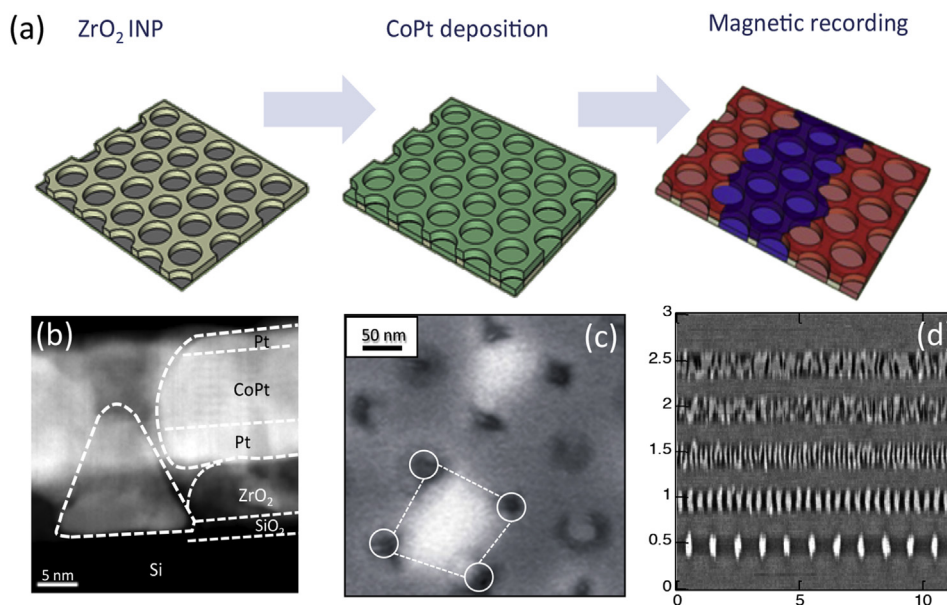 (a)
ZrO₂ INP
CoPt deposition
Magnetic recording
(b)
Pt
CoPt
Pt
ZrO₂
SiO₂
Si
5 nm
50 nm
(c)
(d)
3
2.5
2
1.5
1
0.5
0
0
5
10